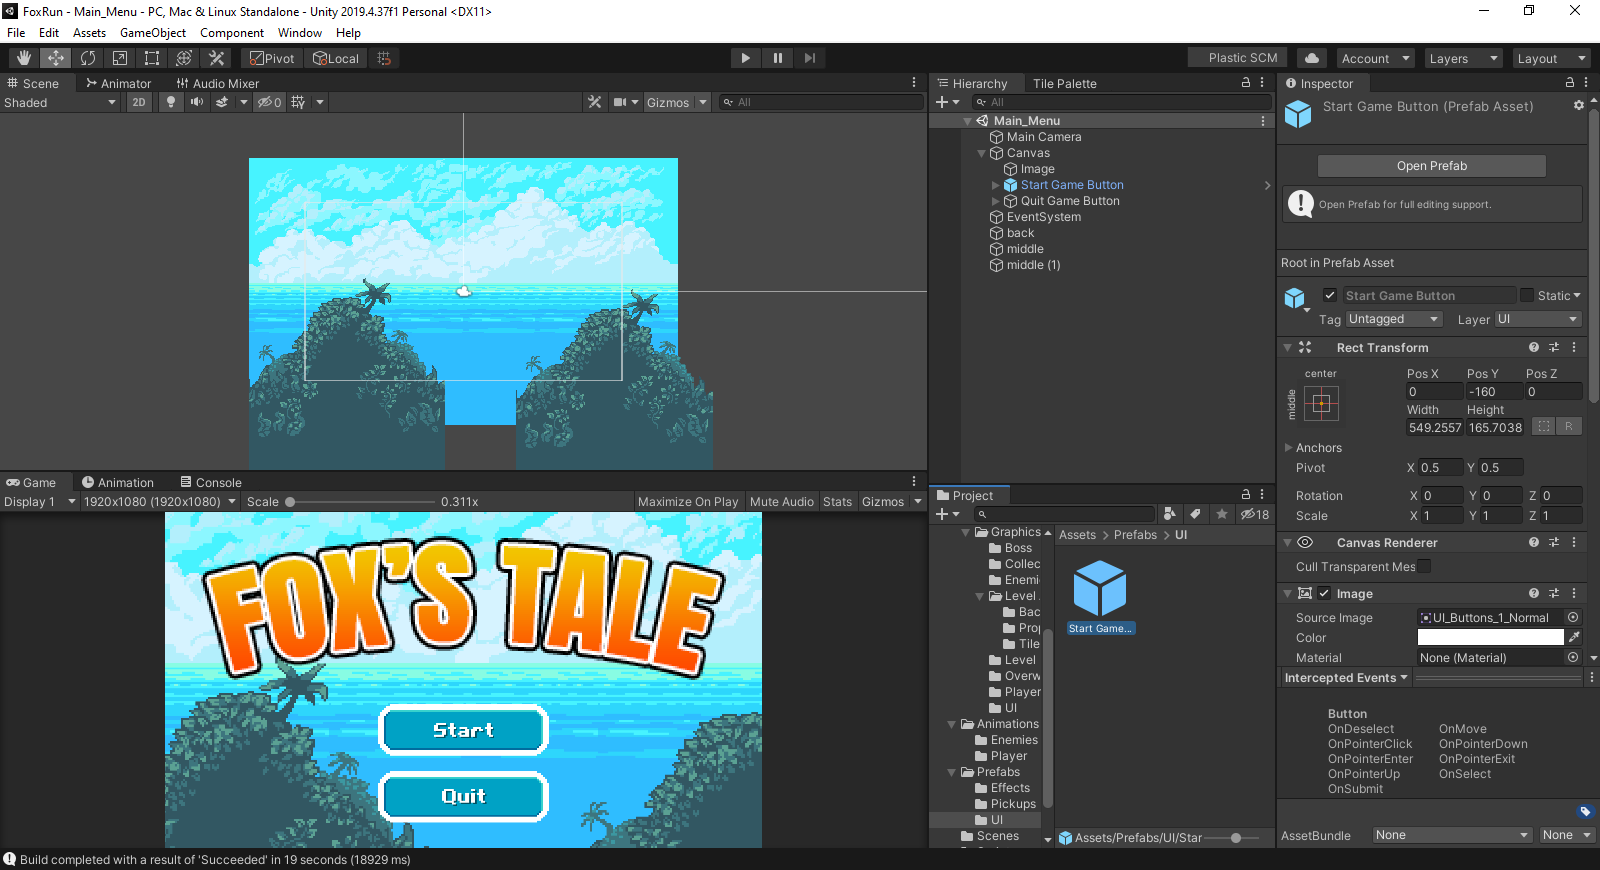 FoxRun - Main_Menu - PC, Mac & Linux Standalone - Unity 2019.4.37f1 Personal <DX11>
File Edit Assets GameObject Component Window Help
Pivot Local Plastic SCM Account Layers Layout
Scene Animator Audio Mixer
Shaded 2D 0 Gizmos All
Hierarchy Tile Palette
All
Main_Menu
Main Camera
Canvas
Image
Start Game Button
Quit Game Button
EventSystem
back
middle
middle (1)
Game Animation Console
Display 1 1920x1080 (1920x1080) Scale 0.311x Maximize On Play Mute Audio Stats Gizmos
FOX'S TALE
Start
Quit
Project
18
Graphics
Boss
Collec
Enemi
Level
Bac
Prop
Tile
Level
Overw
Player
UI
Animations
Enemies
Player
Prefabs
Effects
Pickups
UI
Scenes
Assets > Prefabs > UI
Start Game...
Assets/Prefabs/UI/Star
Inspector
Start Game Button (Prefab Asset)
Open Prefab
Open Prefab for full editing support.
Root in Prefab Asset
Start Game Button Static
Tag Untagged Layer UI
Rect Transform
center
middle
Pos X Pos Y Pos Z
0 -160 0
Width Height
549.2557 165.7038 R
Anchors
Pivot X 0.5 Y 0.5
Rotation X 0 Y 0 Z 0
Scale X 1 Y 1 Z 1
Canvas Renderer
Cull Transparent Mes
Image
Source Image UI_Buttons_1_Normal
Color
Material None (Material)
Intercepted Events
Button
OnDeselect OnMove
OnPointerClick OnPointerDown
OnPointerEnter OnPointerExit
OnPointerUp OnSelect
OnSubmit
AssetBundle None None
Build completed with a result of 'Succeeded' in 19 seconds (18929 ms)